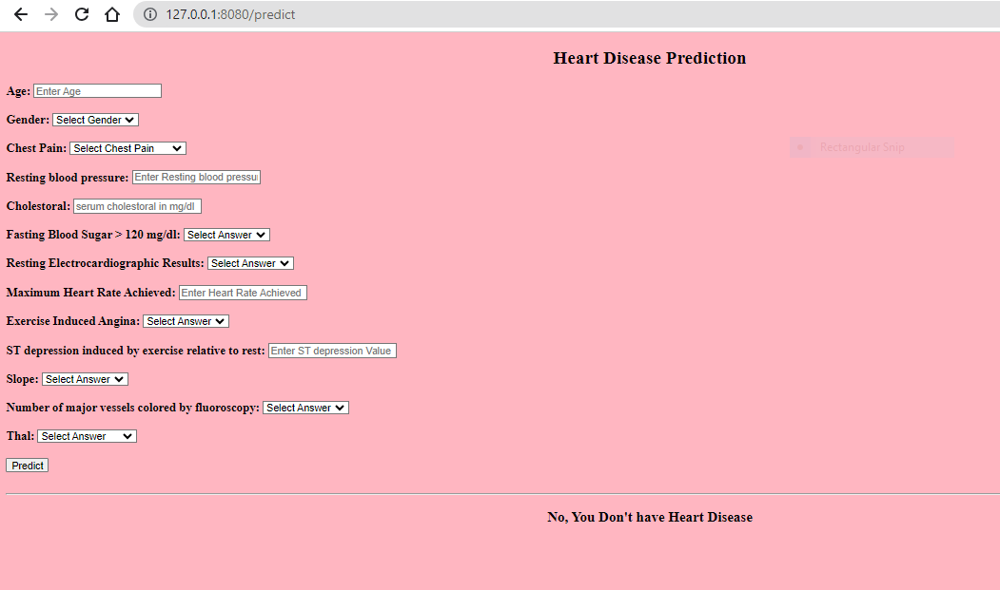 127.0.0.1:8080/predict
Heart Disease Prediction
Age: Enter Age
Gender: Select Gender
Chest Pain: Select Chest Pain
Rectangular Snip
Resting blood pressure: Enter Resting blood pressu
Cholestoral: serum cholestoral in mg/dl
Fasting Blood Sugar > 120 mg/dl: Select Answer
Resting Electrocardiographic Results: Select Answer
Maximum Heart Rate Achieved: Enter Heart Rate Achieved
Exercise Induced Angina: Select Answer
ST depression induced by exercise relative to rest: Enter ST depression Value
Slope: Select Answer
Number of major vessels colored by fluoroscopy: Select Answer
Thal: Select Answer
Predict
No, You Don't have Heart Disease